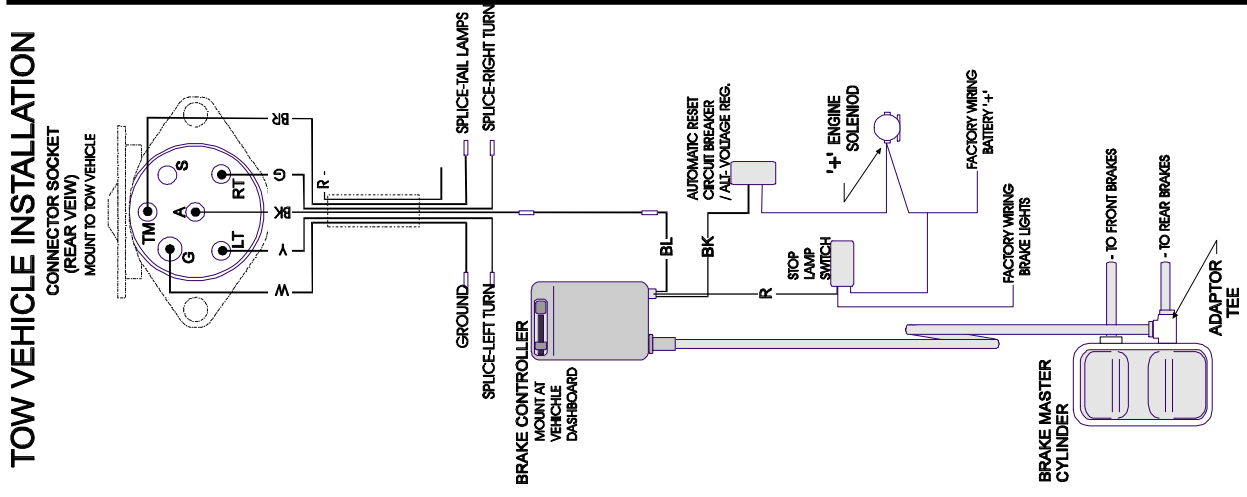 TOW VEHICLE INSTALLATION
CONNECTOR SOCKET
(REAR VEIW)
MOUNT TO TOW VEHICLE
TM
S
A
RT
G
LT
BR
G
BK
Y
W
R -
SPLICE-TAIL LAMPS
SPLICE-RIGHT TURN
GROUND
SPLICE-LEFT TURN
BRAKE CONTROLLER
MOUNT AT
VEHICHLE
DASHBOARD
BL
BK
R
AUTOMATIC RESET
CIRCUIT BREAKER
/ ALT- VOLTAGE REG.
STOP
LAMP
SWITCH
'+' ENGINE
SOLENIOD
FACTORY WIRING
BATTERY '+'
FACTORY WIRING
BRAKE LIGHTS
- TO FRONT BRAKES
- TO REAR BRAKES
ADAPTOR
TEE
BRAKE MASTER
CYLINDER